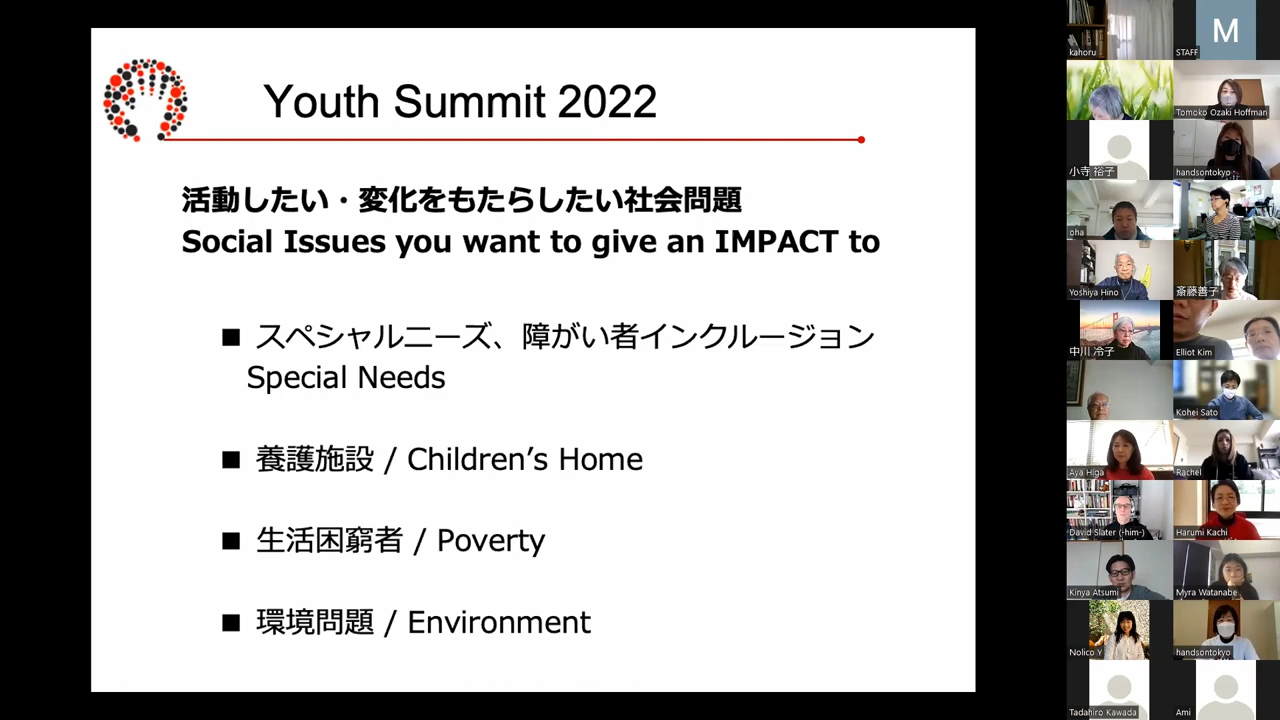 Youth Summit 2022
活動したい・変化をもたらしたい社会問題
Social Issues you want to give an IMPACT to
■ スペシャルニーズ、障がい者インクルージョン
Special Needs
■ 養護施設 / Children’s Home
■ 生活困窮者 / Poverty
■ 環境問題 / Environment
kahoru
M
STAFF
Tomoko Ozaki Hoffman
小寺 裕子
handsontokyo
oha
Yoshiya Hino
斎藤善子
中川 冷子
Elliot Kim
Kohei Sato
Aya Higa
Rachel
David Slater (-him-)
Harumi Kachi
Kinya Atsumi
Myra Watanabe
Nolico Y
handsontokyo
Tadahiro Kawada
Ami